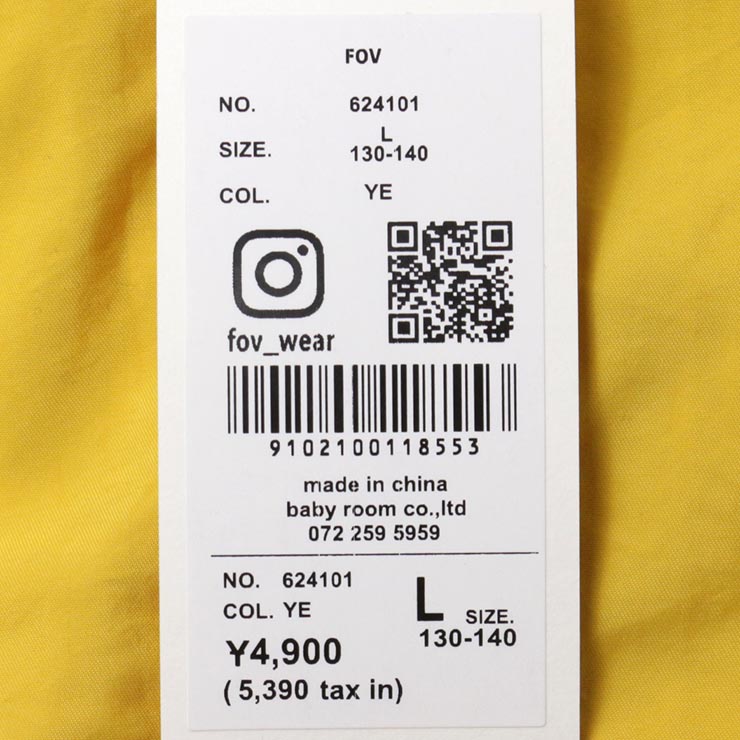 FOV
NO. 624101
SIZE. L
130-140
COL. YE
fov_wear
9102100118553
made in china
baby room co.,ltd
072 259 5959
NO. 624101
COL. YE
L SIZE.
130-140
¥4,900
(5,390 tax in)